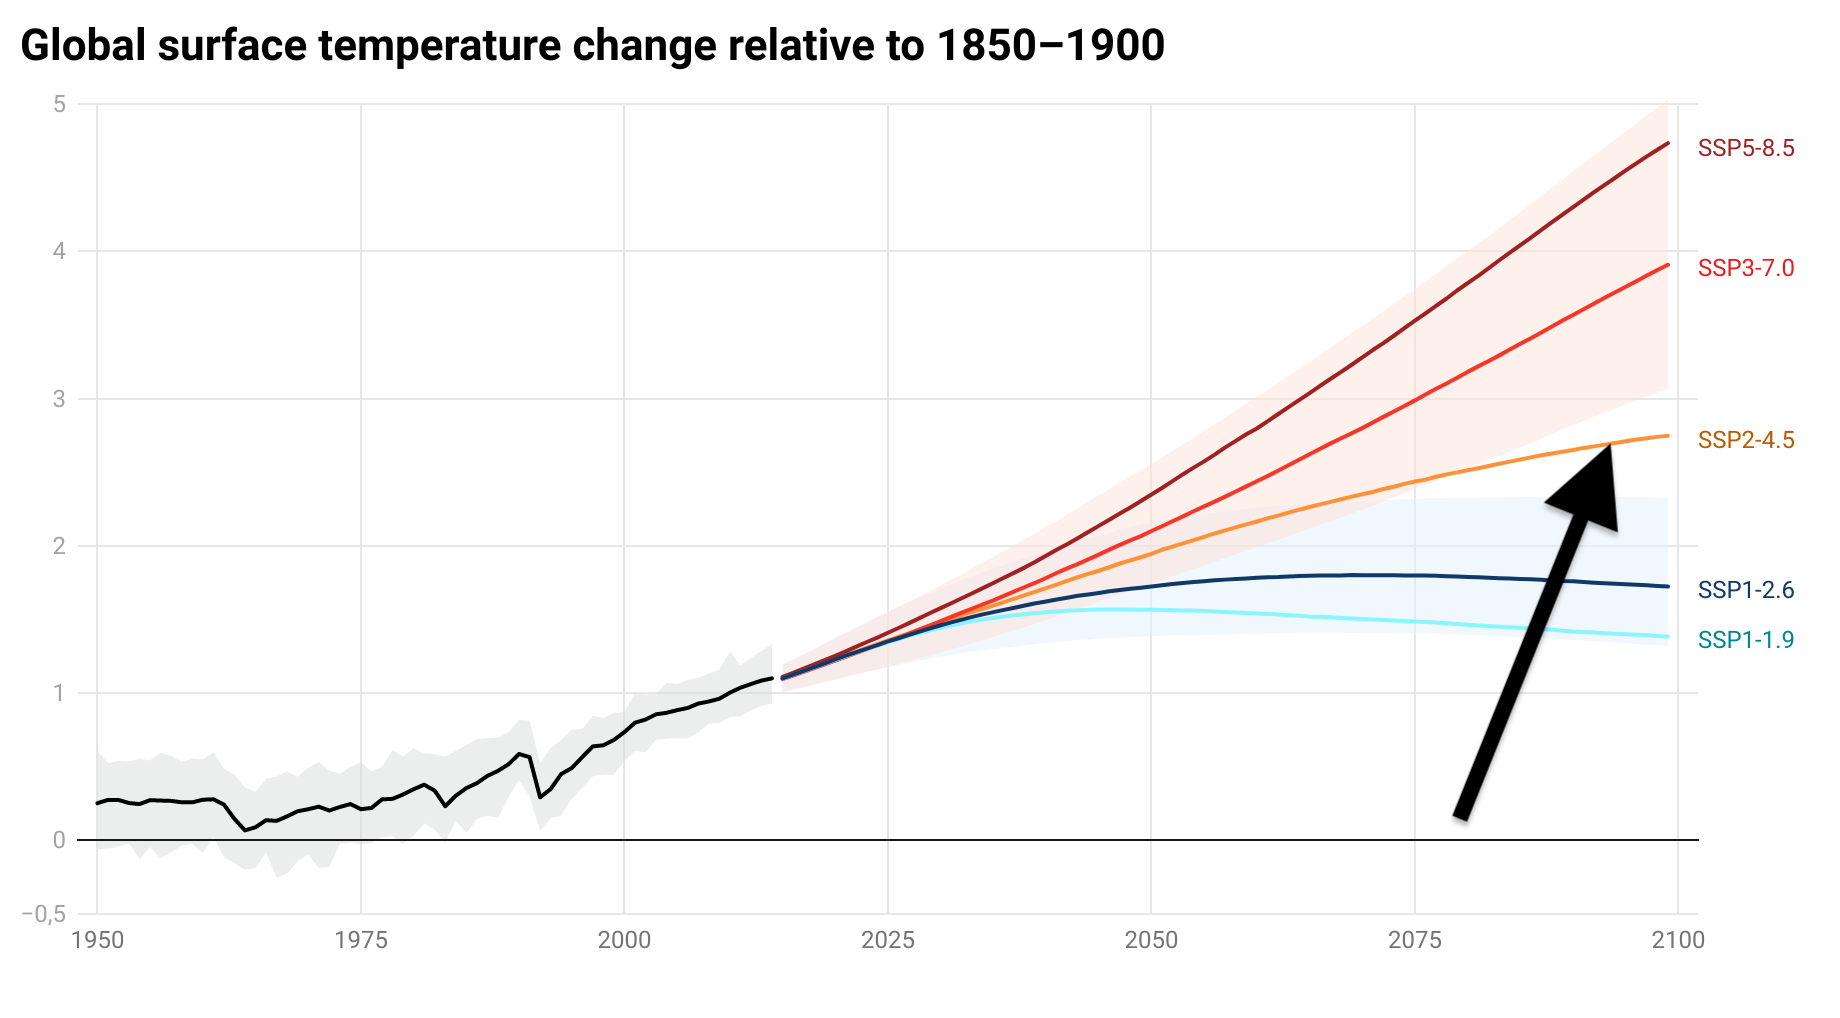 Global surface temperature change relative to 1850–1900
5
SSP5-8.5
4
SSP3-7.0
3
SSP2-4.5
2
SSP1-2.6
SSP1-1.9
1
0
−0,5
1950 1975 2000 2025 2050 2075 2100